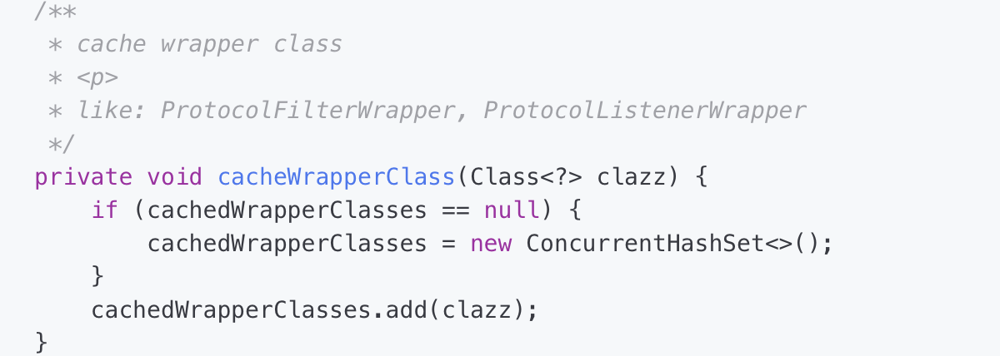 /**
 * cache wrapper class
 * <p>
 * like: ProtocolFilterWrapper, ProtocolListenerWrapper
 */
private void cacheWrapperClass(Class<?> clazz) {
    if (cachedWrapperClasses == null) {
        cachedWrapperClasses = new ConcurrentHashSet<>();
    }
    cachedWrapperClasses.add(clazz);
}